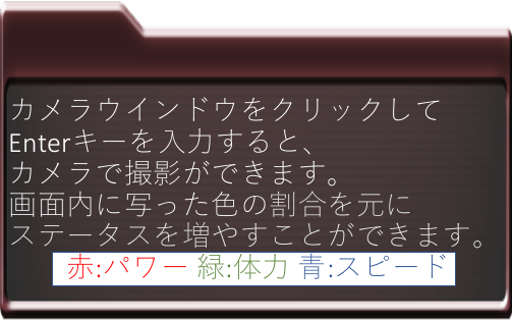 カメラウインドウをクリックして
Enterキーを入力すると、
カメラで撮影ができます。
画面内に写った色の割合を元に
ステータスを増やすことができます。
赤:パワー 緑:体力 青:スピード